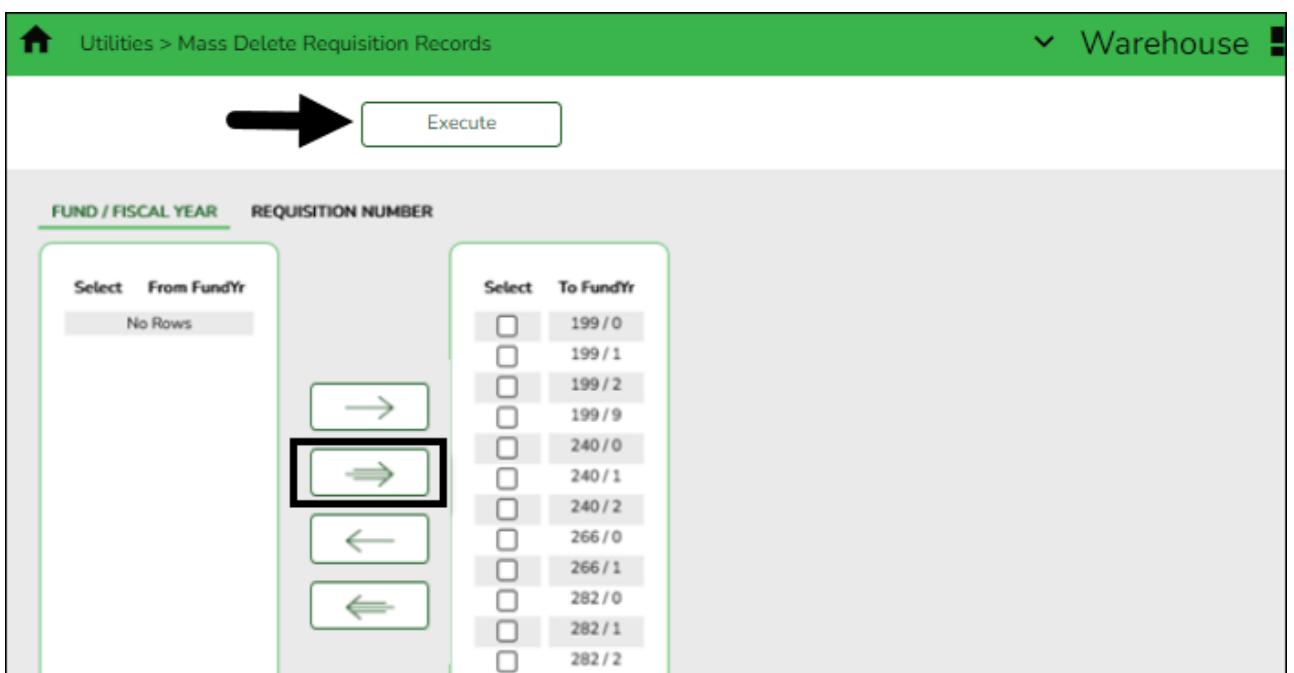 Utilities > Mass Delete Requisition Records
Warehouse
Execute
FUND / FISCAL YEAR REQUISITION NUMBER
Select From FundYr
No Rows
Select To FundYr
199 / 0
199 / 1
199 / 2
199 / 9
240 / 0
240 / 1
240 / 2
266 / 0
266 / 1
282 / 0
282 / 1
282 / 2